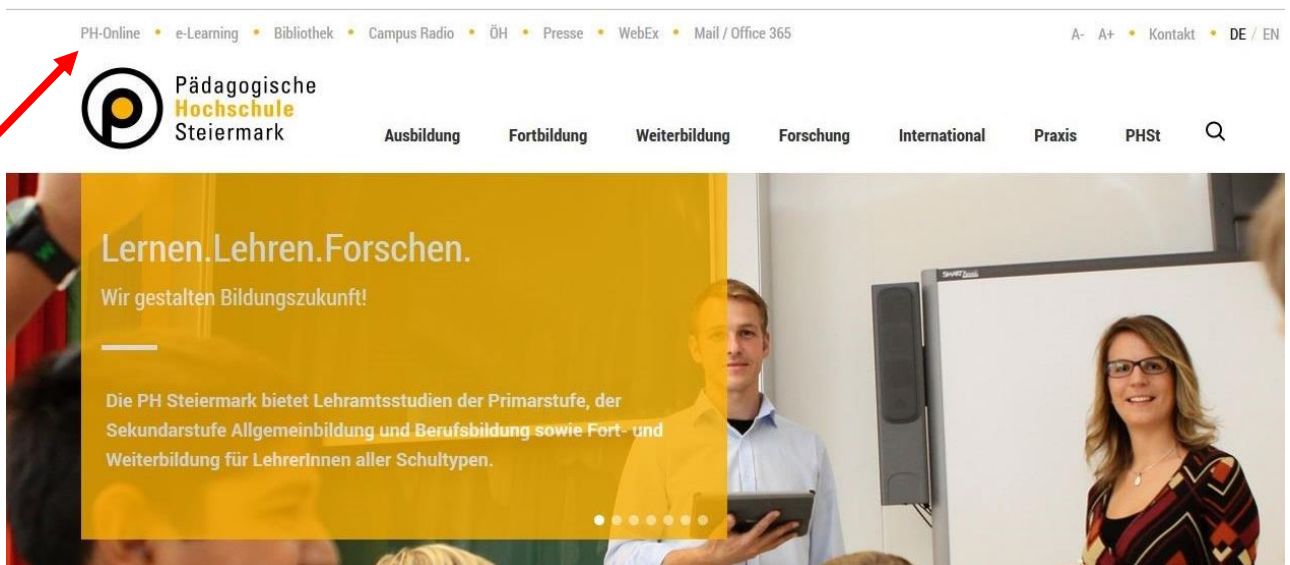 PH-Online • e-Learning • Bibliothek • Campus Radio • ÖH • Presse • WebEx • Mail / Office 365 A- A+ • Kontakt • DE / EN
Pädagogische
Hochschule
Steiermark
Ausbildung Fortbildung Weiterbildung Forschung International Praxis PHSt
Lernen.Lehren.Forschen.
Wir gestalten Bildungszukunft!
Die PH Steiermark bietet Lehramtsstudien der Primarstufe, der
Sekundarstufe Allgemeinbildung und Berufsbildung sowie Fort- und
Weiterbildung für LehrerInnen aller Schultypen.